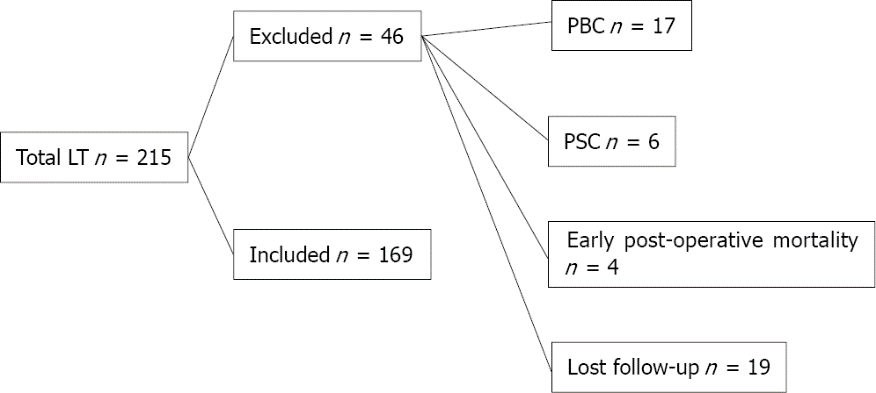 Total LT n = 215
Excluded n = 46
Included n = 169
PBC n = 17
PSC n = 6
Early post-operative mortality
n = 4
Lost follow-up n = 19